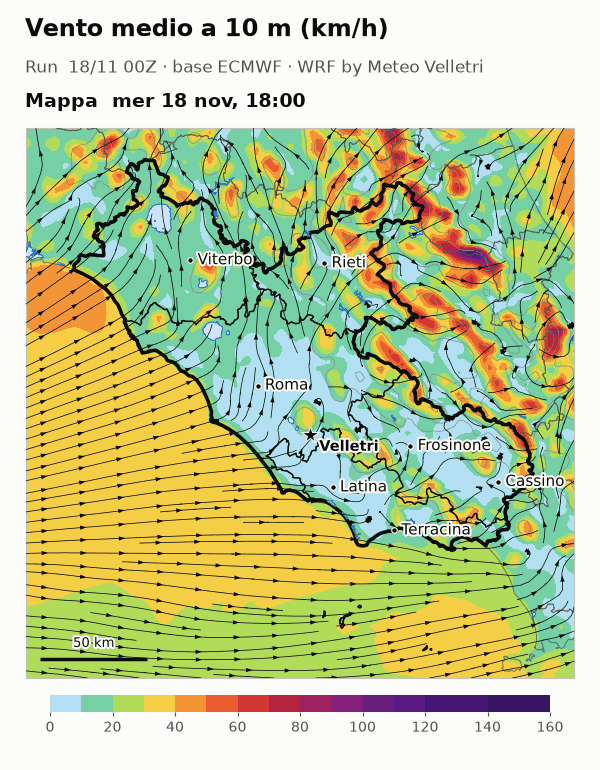 Vento medio a 10 m (km/h)
Run 18/11 00Z · base ECMWF · WRF by Meteo Velletri
Mappa mer 18 nov, 18:00
Viterbo
Rieti
Roma
Velletri
Frosinone
Latina
Cassino
Terracina
50 km
0 20 40 60 80 100 120 140 160